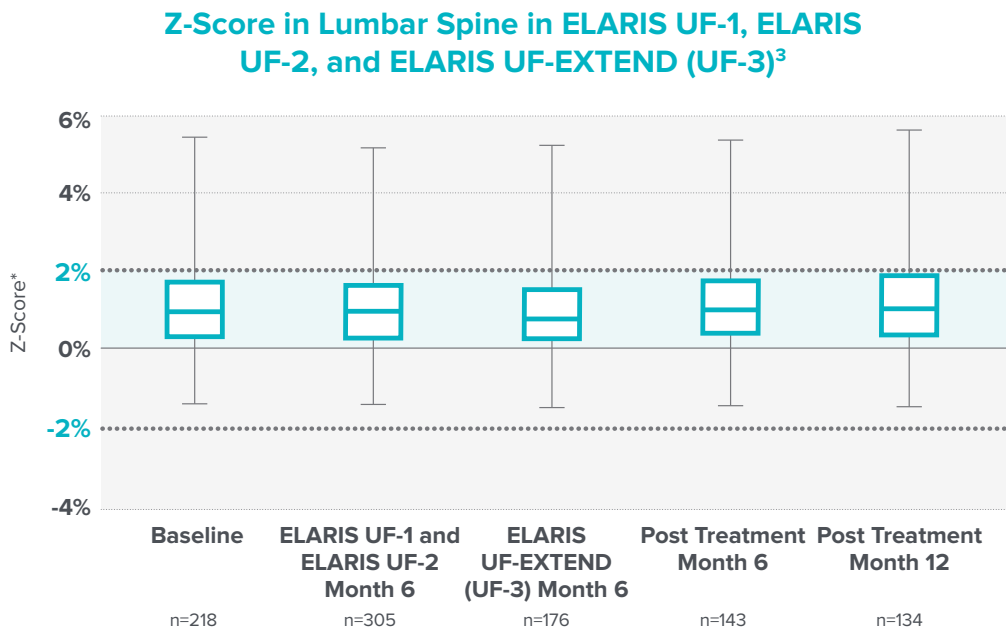 Z-Score in Lumbar Spine in ELARIS UF-1, ELARIS
UF-2, and ELARIS UF-EXTEND (UF-3)³
6%
4%
2%
0%
-2%
-4%
Z-Score*
Baseline
n=218
ELARIS UF-1 and
ELARIS UF-2
Month 6
n=305
ELARIS
UF-EXTEND
(UF-3) Month 6
n=176
Post Treatment
Month 6
n=143
Post Treatment
Month 12
n=134